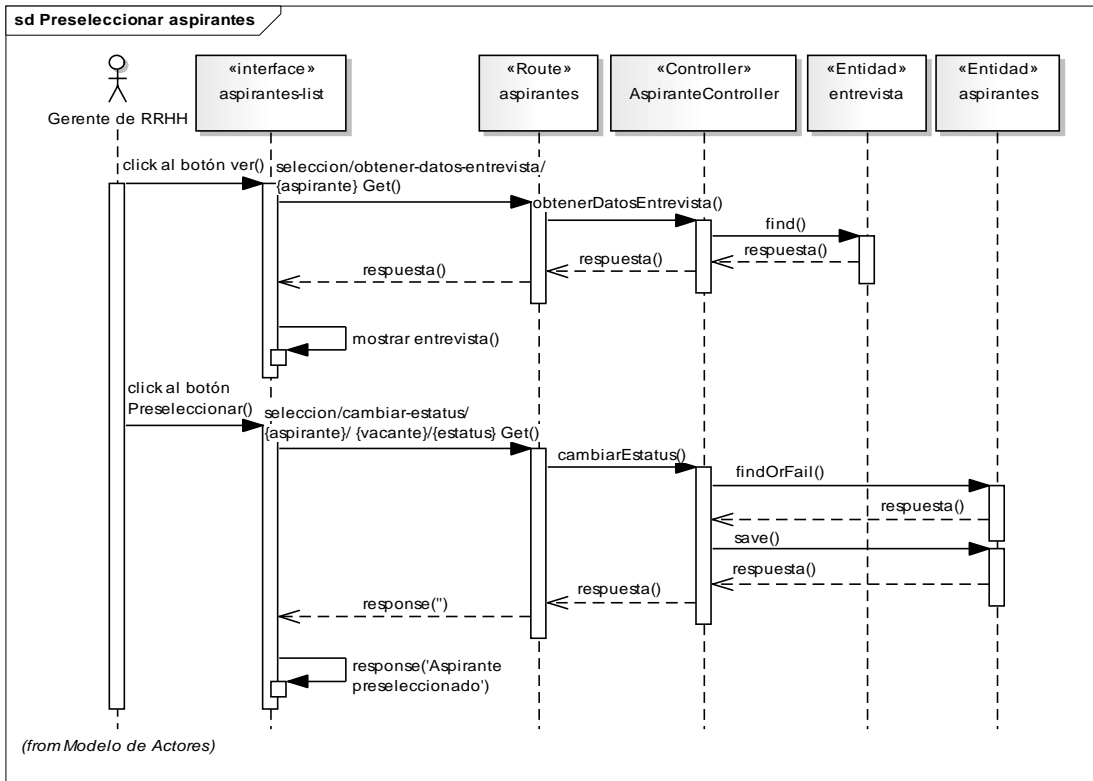 sd Preseleccionar aspirantes
Gerente de RRHH
«interface»
aspirantes-list
«Route»
aspirantes
«Controller»
AspiranteController
«Entidad»
entrevista
«Entidad»
aspirantes
click al botón ver()
seleccion/obtener-datos-entrevista/
{aspirante} Get()
obtenerDatosEntrevista()
find()
respuesta()
respuesta()
respuesta()
mostrar entrevista()
click al botón
Preseleccionar()
seleccion/cambiar-estatus/
{aspirante}/ {vacante}/{estatus} Get()
cambiarEstatus()
findOrFail()
respuesta()
save()
respuesta()
respuesta()
response('')
response('Aspirante
preseleccionado')
(from Modelo de Actores)